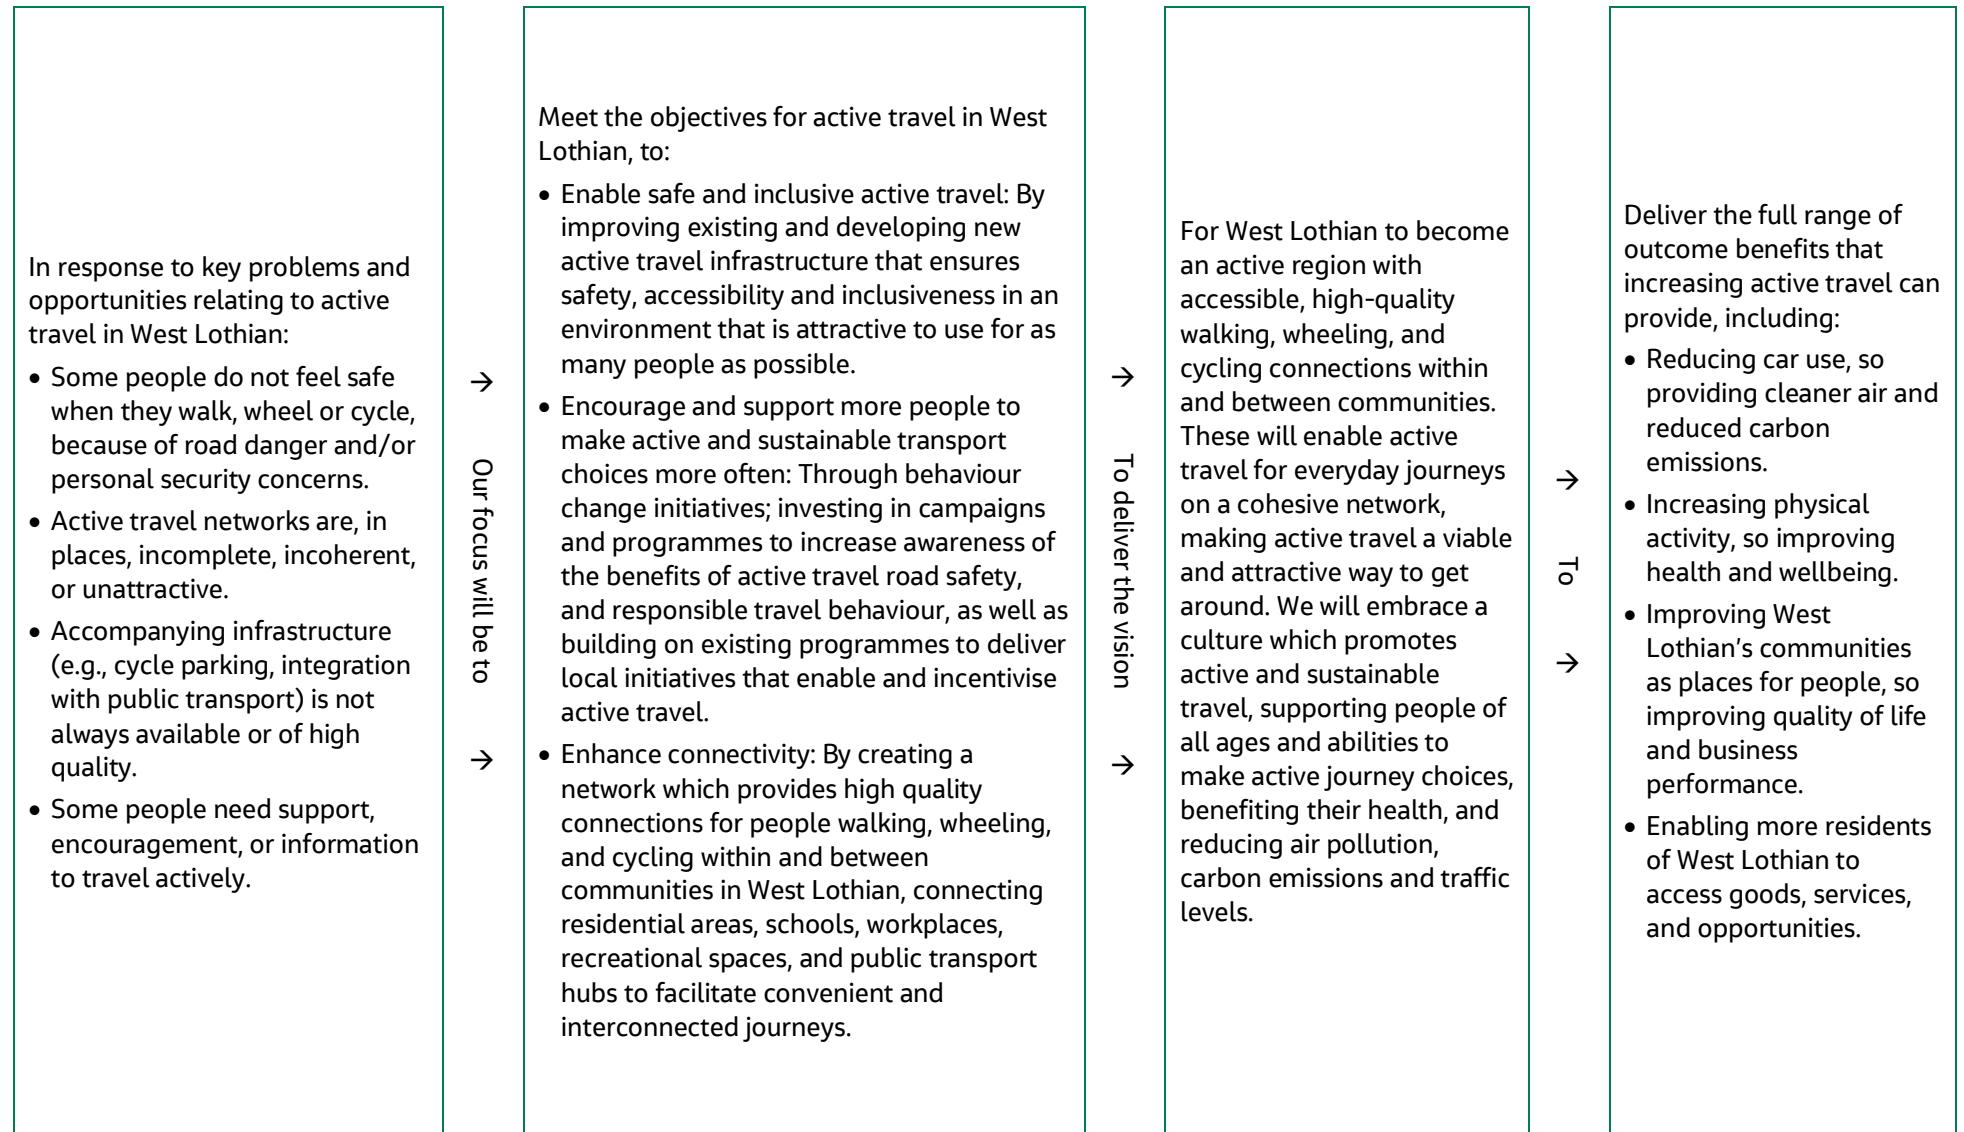 In response to key problems and
opportunities relating to active
travel in West Lothian:
• Some people do not feel safe
when they walk, wheel or cycle,
because of road danger and/or
personal security concerns.
• Active travel networks are, in
places, incomplete, incoherent,
or unattractive.
• Accompanying infrastructure
(e.g., cycle parking, integration
with public transport) is not
always available or of high
quality.
• Some people need support,
encouragement, or information
to travel actively.
→
Our focus will be to
→
Meet the objectives for active travel in West
Lothian, to:
• Enable safe and inclusive active travel: By
improving existing and developing new
active travel infrastructure that ensures
safety, accessibility and inclusiveness in an
environment that is attractive to use for as
many people as possible.
• Encourage and support more people to
make active and sustainable transport
choices more often: Through behaviour
change initiatives; investing in campaigns
and programmes to increase awareness of
the benefits of active travel road safety,
and responsible travel behaviour, as well as
building on existing programmes to deliver
local initiatives that enable and incentivise
active travel.
• Enhance connectivity: By creating a
network which provides high quality
connections for people walking, wheeling,
and cycling within and between
communities in West Lothian, connecting
residential areas, schools, workplaces,
recreational spaces, and public transport
hubs to facilitate convenient and
interconnected journeys.
→
To deliver the vision
→
For West Lothian to become
an active region with
accessible, high-quality
walking, wheeling, and
cycling connections within
and between communities.
These will enable active
travel for everyday journeys
on a cohesive network,
making active travel a viable
and attractive way to get
around. We will embrace a
culture which promotes
active and sustainable
travel, supporting people of
all ages and abilities to
make active journey choices,
benefiting their health, and
reducing air pollution,
carbon emissions and traffic
levels.
→
To
→
Deliver the full range of
outcome benefits that
increasing active travel can
provide, including:
• Reducing car use, so
providing cleaner air and
reduced carbon
emissions.
• Increasing physical
activity, so improving
health and wellbeing.
• Improving West
Lothian's communities
as places for people, so
improving quality of life
and business
performance.
• Enabling more residents
of West Lothian to
access goods, services,
and opportunities.